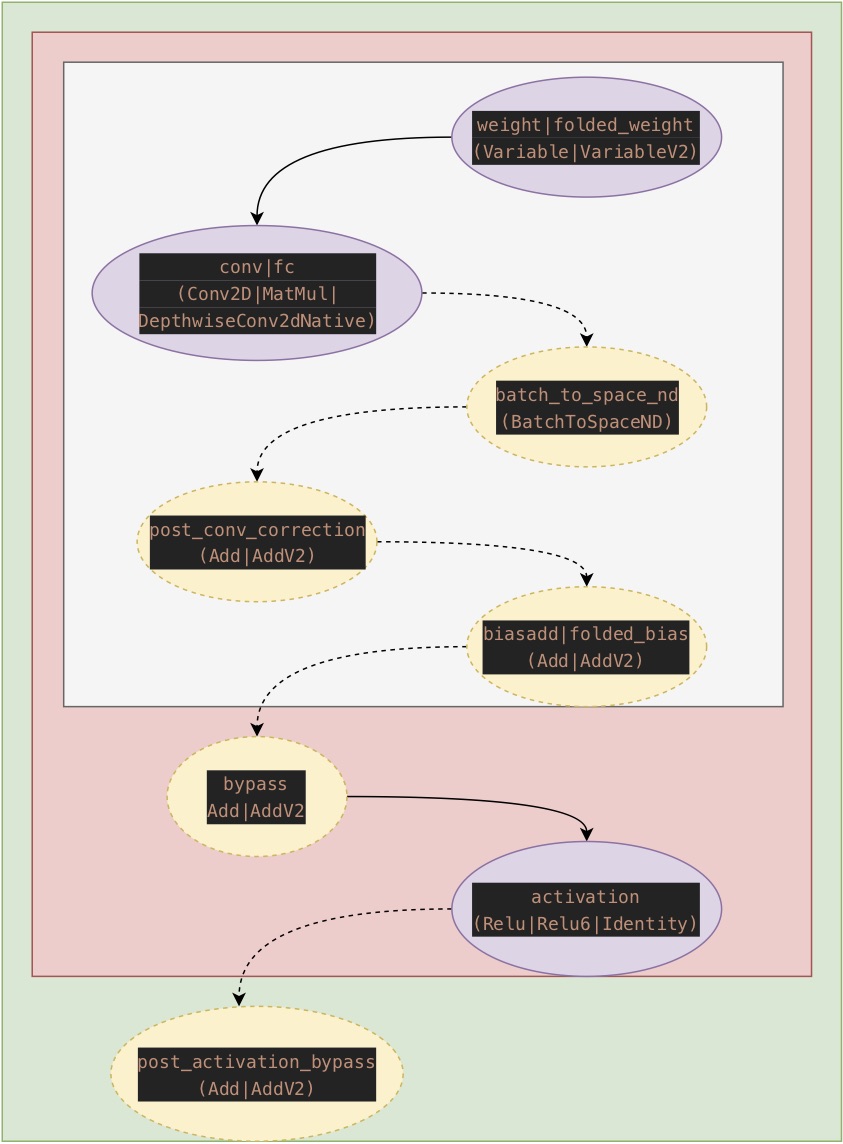 weight|folded_weight
(Variable|VariableV2)
conv|fc
(Conv2D|MatMul|
DepthwiseConv2dNative)
batch_to_space_nd
(BatchToSpaceND)
post_conv_correction
(Add|AddV2)
biasadd|folded_bias
(Add|AddV2)
bypass
Add|AddV2
activation
(Relu|Relu6|Identity)
post_activation_bypass
(Add|AddV2)